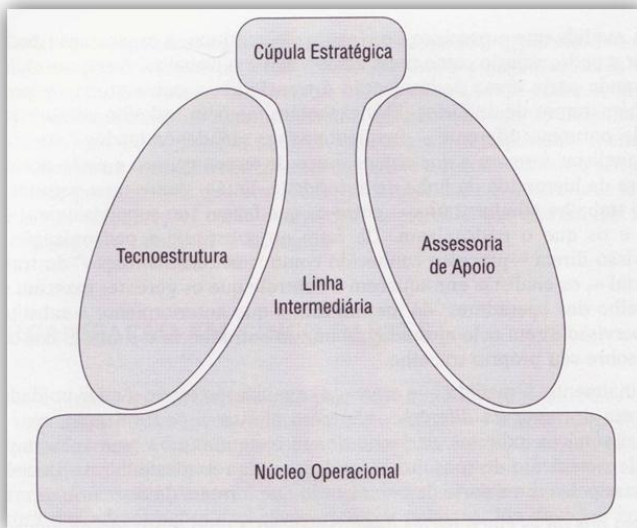 Cúpula Estratégica
Tecnoestrutura
Linha
Intermediária
Assessoria
de Apoio
Núcleo Operacional